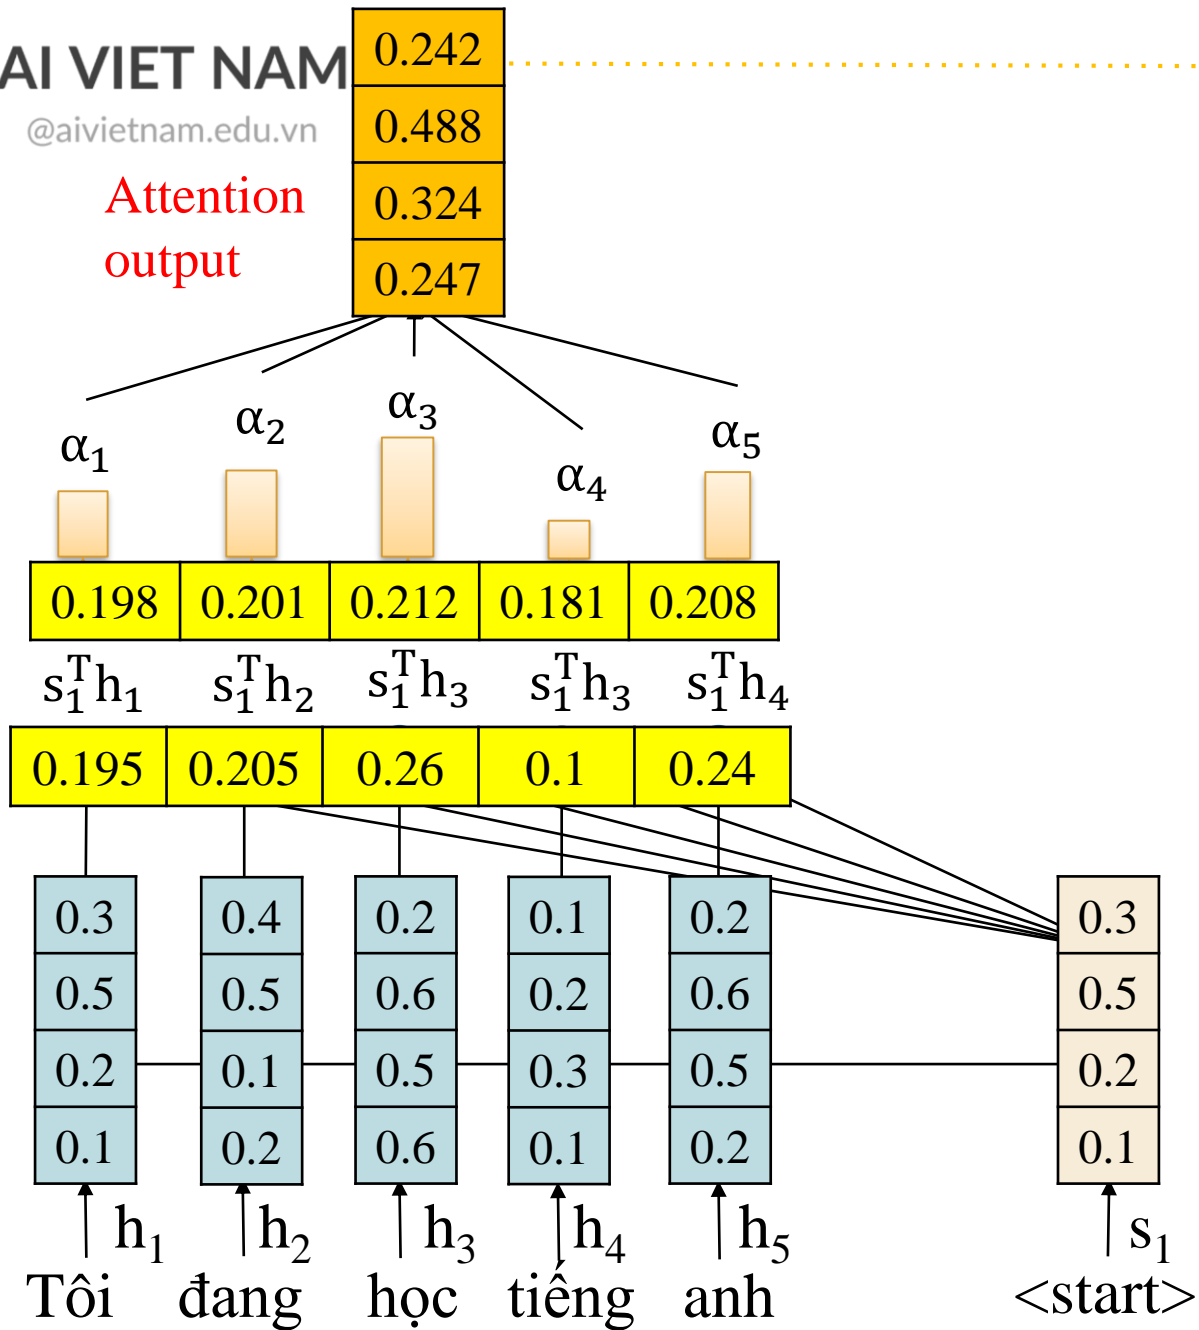 AI VIET NAM
@aivietnam.edu.vn
Attention
output
0.242
0.488
0.324
0.247
α₁ α₂ α₃ α₄ α₅
0.198 0.201 0.212 0.181 0.208
s₁ᵀh₁ s₁ᵀh₂ s₁ᵀh₃ s₁ᵀh₃ s₁ᵀh₄
0.195 0.205 0.26 0.1 0.24
0.3 0.4 0.2 0.1 0.2 0.3
0.5 0.5 0.6 0.2 0.6 0.5
0.2 0.1 0.5 0.3 0.5 0.2
0.1 0.2 0.6 0.1 0.2 0.1
h₁ h₂ h₃ h₄ h₅ s₁
Tôi đang học tiếng anh <start>